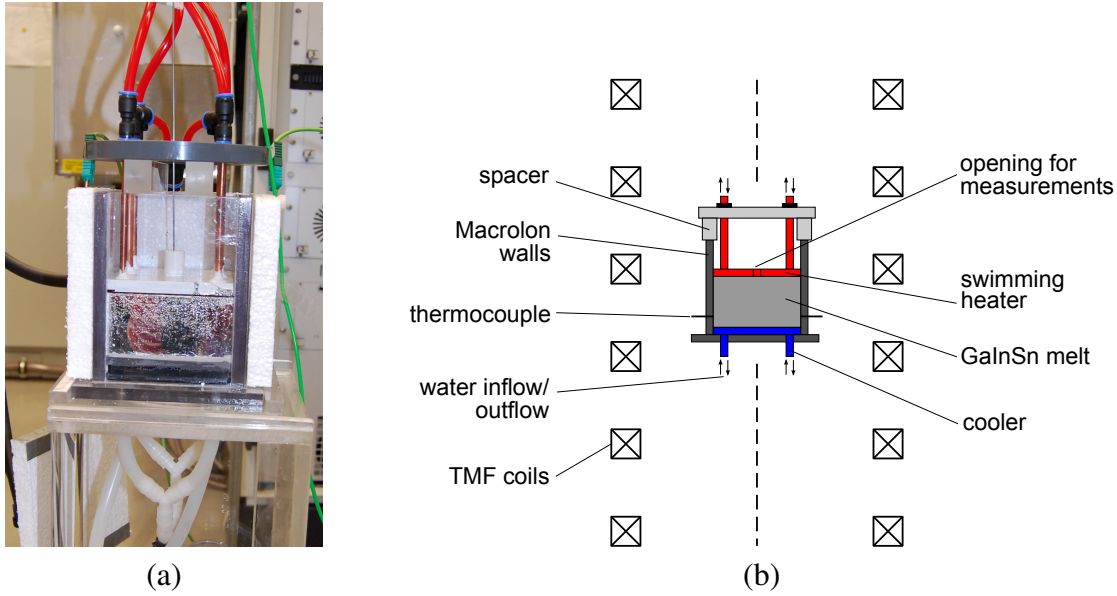 spacer
Macrolon
walls
thermocouple
water inflow/
outflow
TMF coils
opening for
measurements
swimming
heater
GaInSn melt
cooler
(a)
(b)